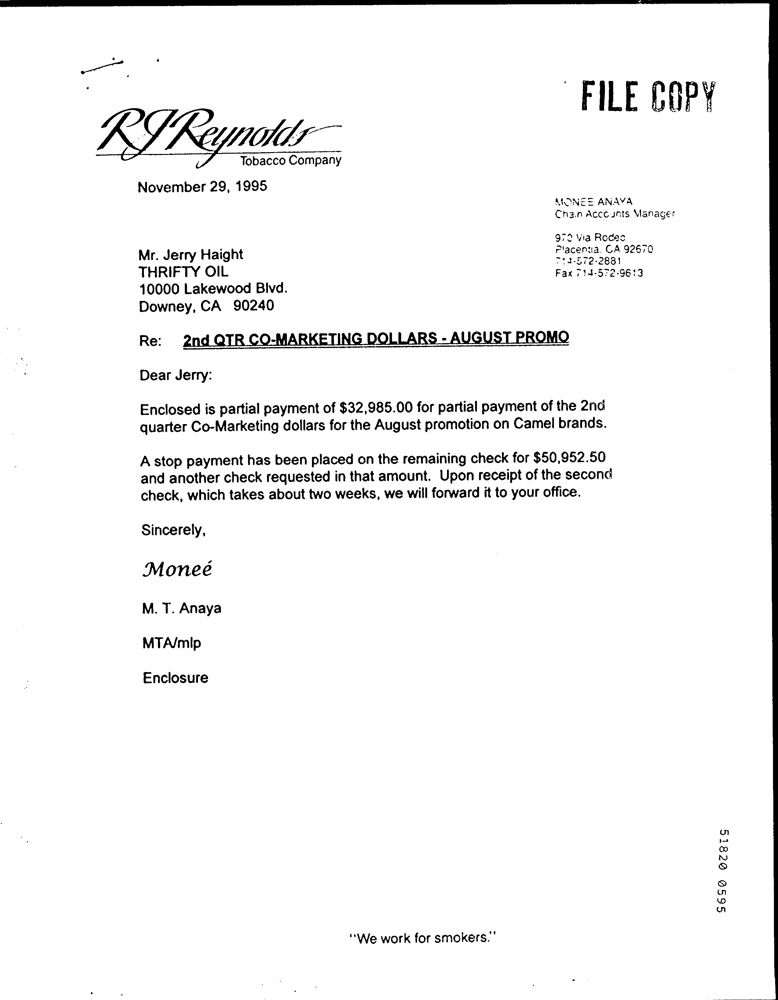 FILE COPY
RJReynolds
Tobacco Company
November 29, 1995
MONEE ANAYA
Chain Accounts Manager
970 Via Rodeo
Placentia, CA 92670
714-572-2881
Fax 714-572-9613
Mr. Jerry Haight
THRIFTY OIL
10000 Lakewood Blvd.
Downey, CA 90240
Re: 2nd QTR CO-MARKETING DOLLARS - AUGUST PROMO
Dear Jerry:
Enclosed is partial payment of $32,985.00 for partial payment of the 2nd
quarter Co-Marketing dollars for the August promotion on Camel brands.
A stop payment has been placed on the remaining check for $50,952.50
and another check requested in that amount. Upon receipt of the second
check, which takes about two weeks, we will forward it to your office.
Sincerely,
Moneé
M. T. Anaya
MTA/mlp
Enclosure
51820 0595
"We work for smokers."